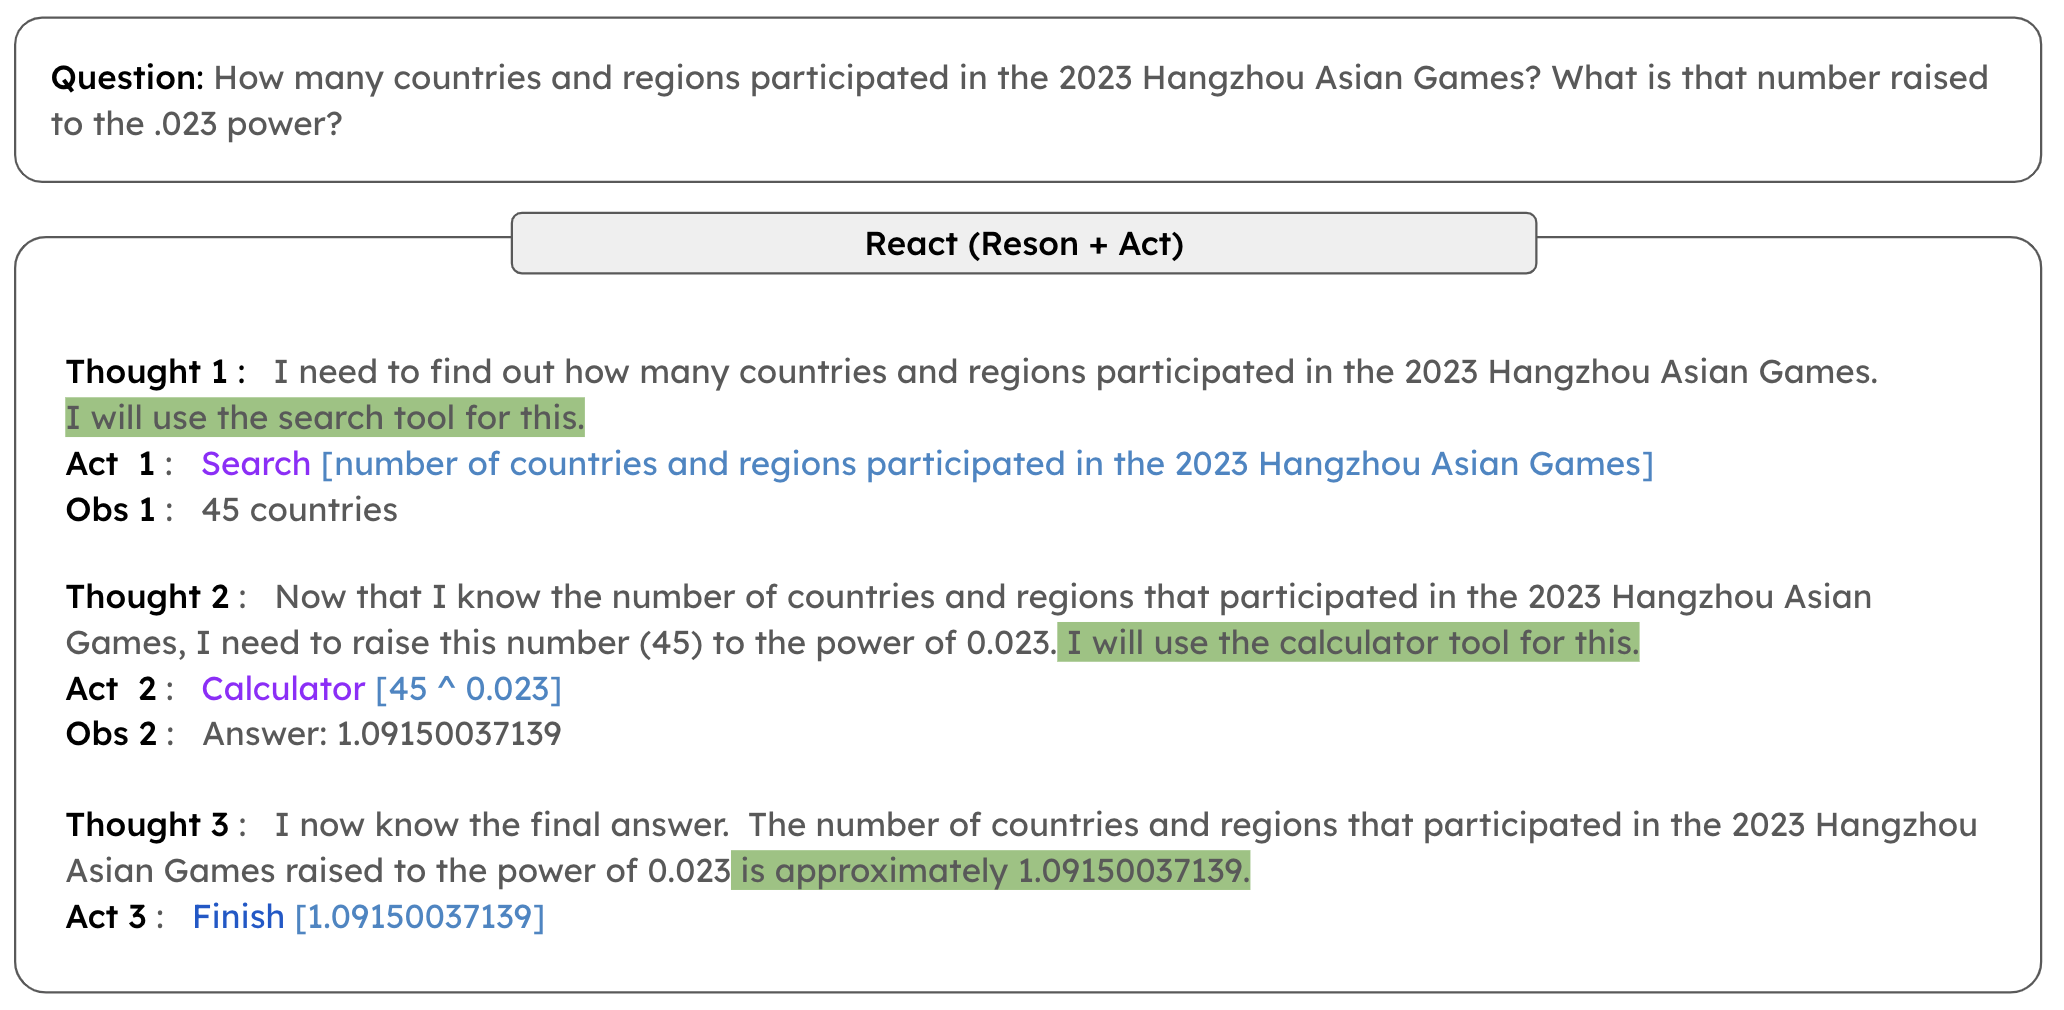 Question: How many countries and regions participated in the 2023 Hangzhou Asian Games? What is that number raised
to the .023 power?
React (Reson + Act)
Thought 1 : I need to find out how many countries and regions participated in the 2023 Hangzhou Asian Games.
I will use the search tool for this.
Act 1 : Search [number of countries and regions participated in the 2023 Hangzhou Asian Games]
Obs 1 : 45 countries
Thought 2 : Now that I know the number of countries and regions that participated in the 2023 Hangzhou Asian
Games, I need to raise this number (45) to the power of 0.023. I will use the calculator tool for this.
Act 2 : Calculator [45 ^ 0.023]
Obs 2 : Answer: 1.09150037139
Thought 3 : I now know the final answer. The number of countries and regions that participated in the 2023 Hangzhou
Asian Games raised to the power of 0.023 is approximately 1.09150037139.
Act 3 : Finish [1.09150037139]